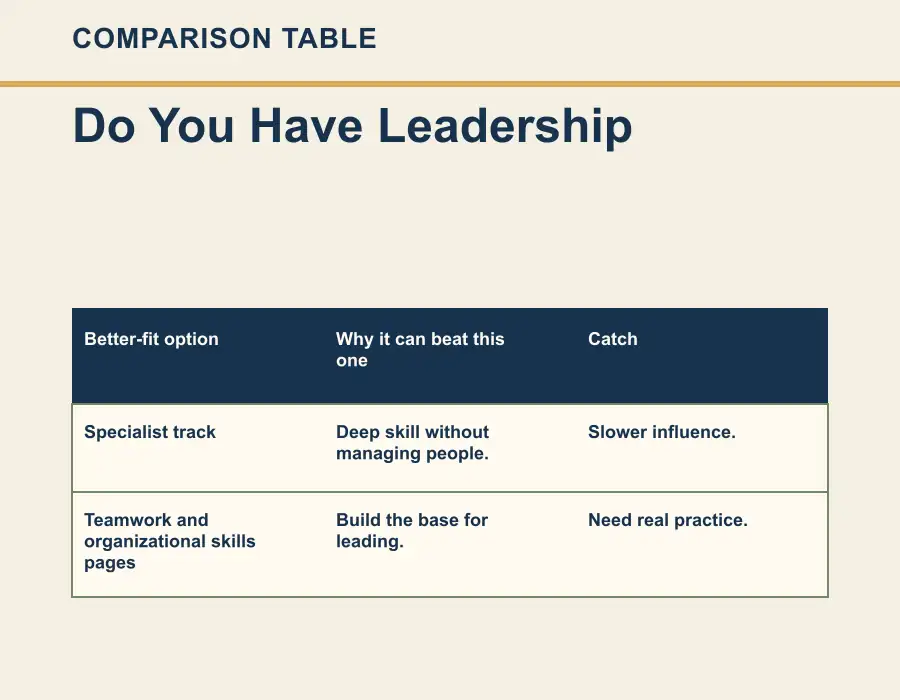 COMPARISON TABLE
Do You Have Leadership
Better-fit option
Why it can beat this
one
Catch
Specialist track
Deep skill without
managing people.
Slower influence.
Teamwork and
organizational skills
pages
Build the base for
leading.
Need real practice.